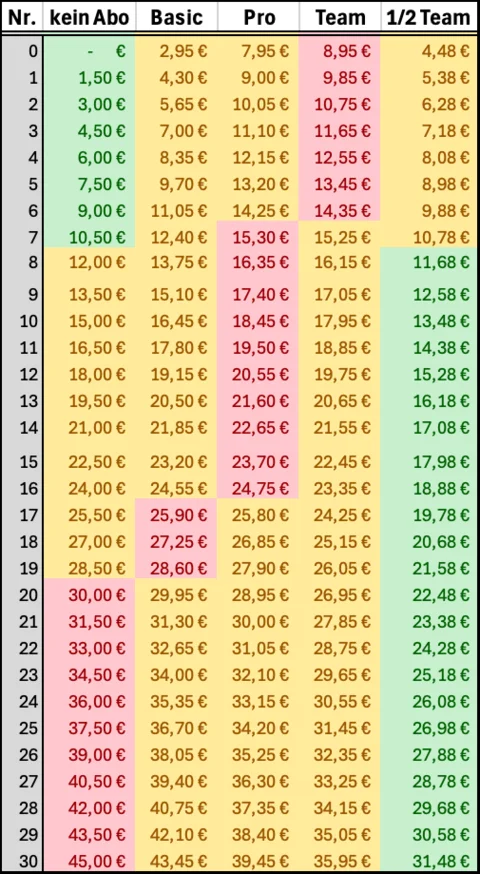 Nr. kein Abo Basic Pro Team 1/2 Team
0 - € 2,95 € 7,95 € 8,95 € 4,48 €
1 1,50 € 4,30 € 9,00 € 9,85 € 5,38 €
2 3,00 € 5,65 € 10,05 € 10,75 € 6,28 €
3 4,50 € 7,00 € 11,10 € 11,65 € 7,18 €
4 6,00 € 8,35 € 12,15 € 12,55 € 8,08 €
5 7,50 € 9,70 € 13,20 € 13,45 € 8,98 €
6 9,00 € 11,05 € 14,25 € 14,35 € 9,88 €
7 10,50 € 12,40 € 15,30 € 15,25 € 10,78 €
8 12,00 € 13,75 € 16,35 € 16,15 € 11,68 €
9 13,50 € 15,10 € 17,40 € 17,05 € 12,58 €
10 15,00 € 16,45 € 18,45 € 17,95 € 13,48 €
11 16,50 € 17,80 € 19,50 € 18,85 € 14,38 €
12 18,00 € 19,15 € 20,55 € 19,75 € 15,28 €
13 19,50 € 20,50 € 21,60 € 20,65 € 16,18 €
14 21,00 € 21,85 € 22,65 € 21,55 € 17,08 €
15 22,50 € 23,20 € 23,70 € 22,45 € 17,98 €
16 24,00 € 24,55 € 24,75 € 23,35 € 18,88 €
17 25,50 € 25,90 € 25,80 € 24,25 € 19,78 €
18 27,00 € 27,25 € 26,85 € 25,15 € 20,68 €
19 28,50 € 28,60 € 27,90 € 26,05 € 21,58 €
20 30,00 € 29,95 € 28,95 € 26,95 € 22,48 €
21 31,50 € 31,30 € 30,00 € 27,85 € 23,38 €
22 33,00 € 32,65 € 31,05 € 28,75 € 24,28 €
23 34,50 € 34,00 € 32,10 € 29,65 € 25,18 €
24 36,00 € 35,35 € 33,15 € 30,55 € 26,08 €
25 37,50 € 36,70 € 34,20 € 31,45 € 26,98 €
26 39,00 € 38,05 € 35,25 € 32,35 € 27,88 €
27 40,50 € 39,40 € 36,30 € 33,25 € 28,78 €
28 42,00 € 40,75 € 37,35 € 34,15 € 29,68 €
29 43,50 € 42,10 € 38,40 € 35,05 € 30,58 €
30 45,00 € 43,45 € 39,45 € 35,95 € 31,48 €